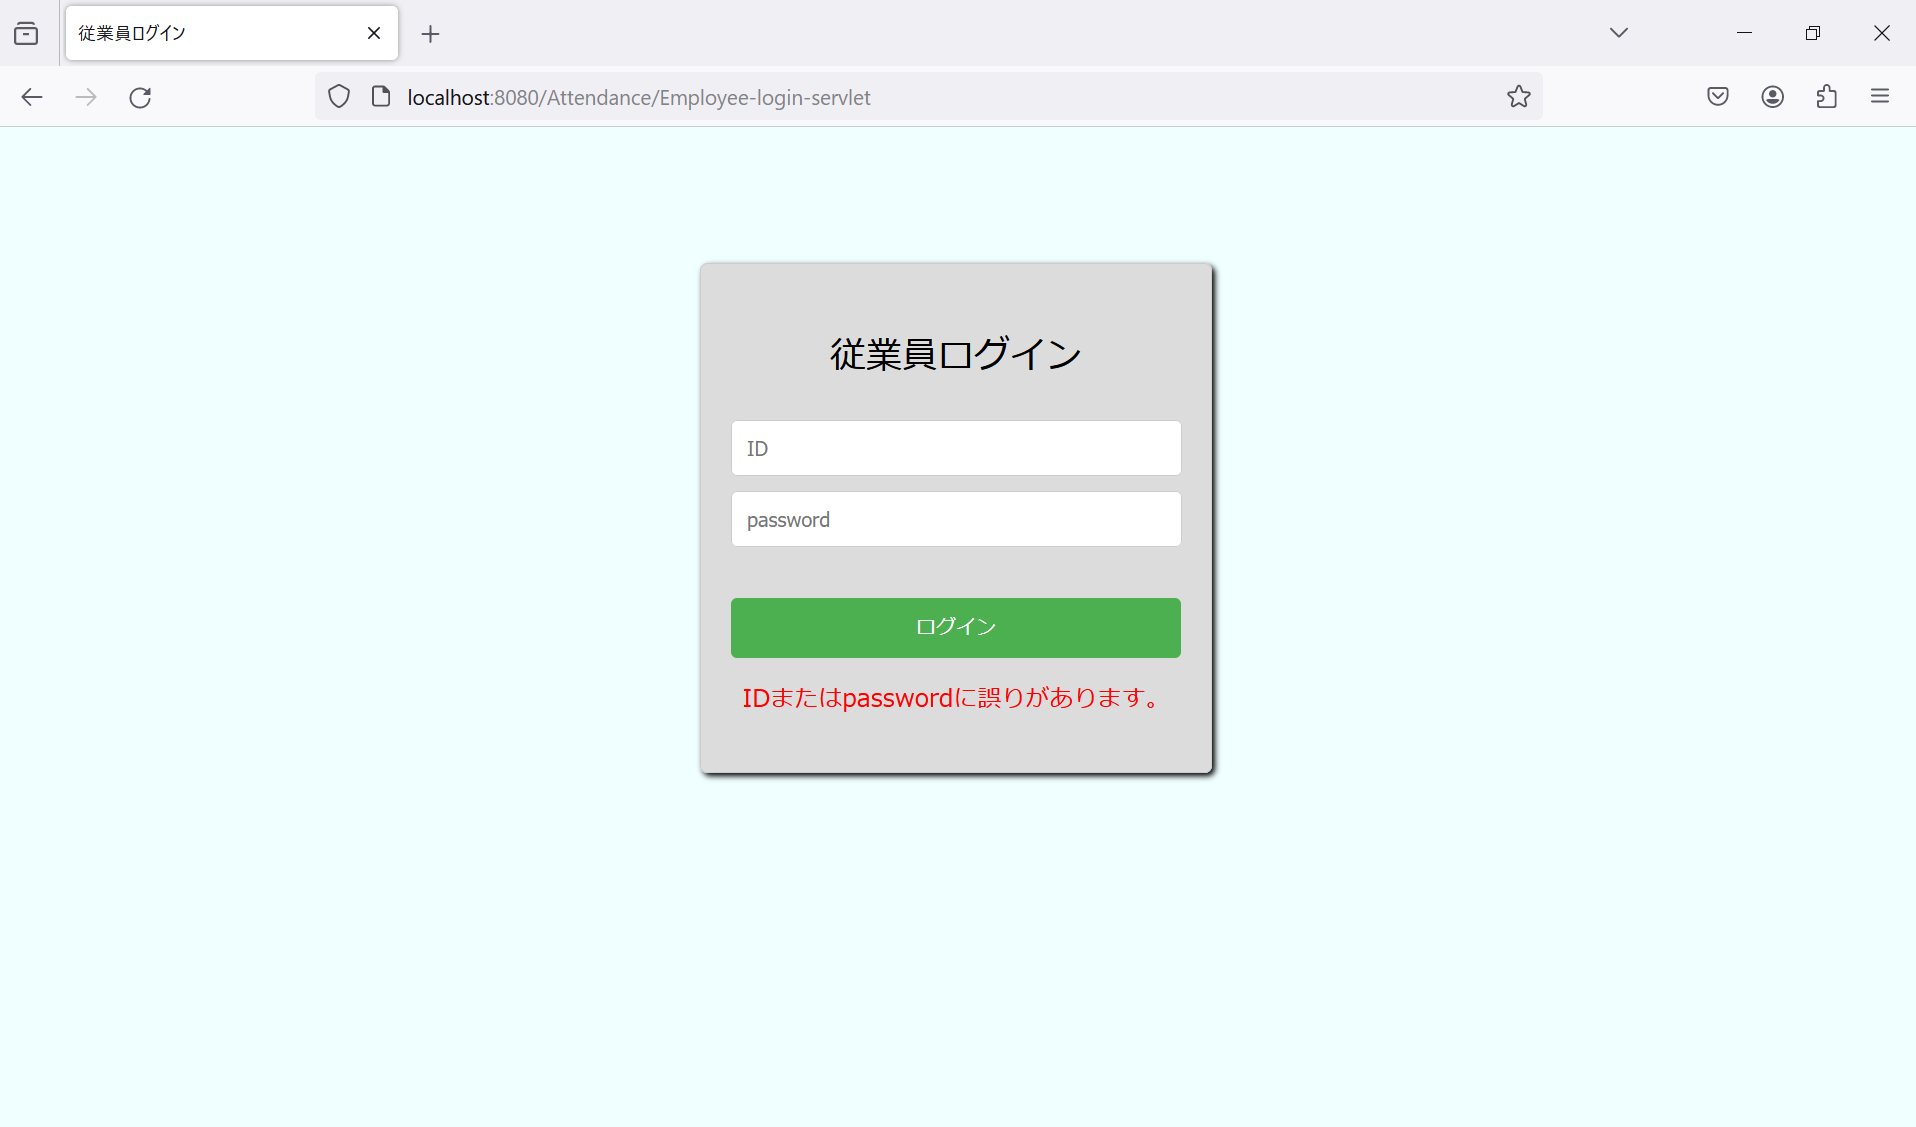 従業員ログイン
localhost:8080/Attendance/Employee-login-servlet
従業員ログイン
ID
password
ログイン
IDまたはpasswordに誤りがあります。